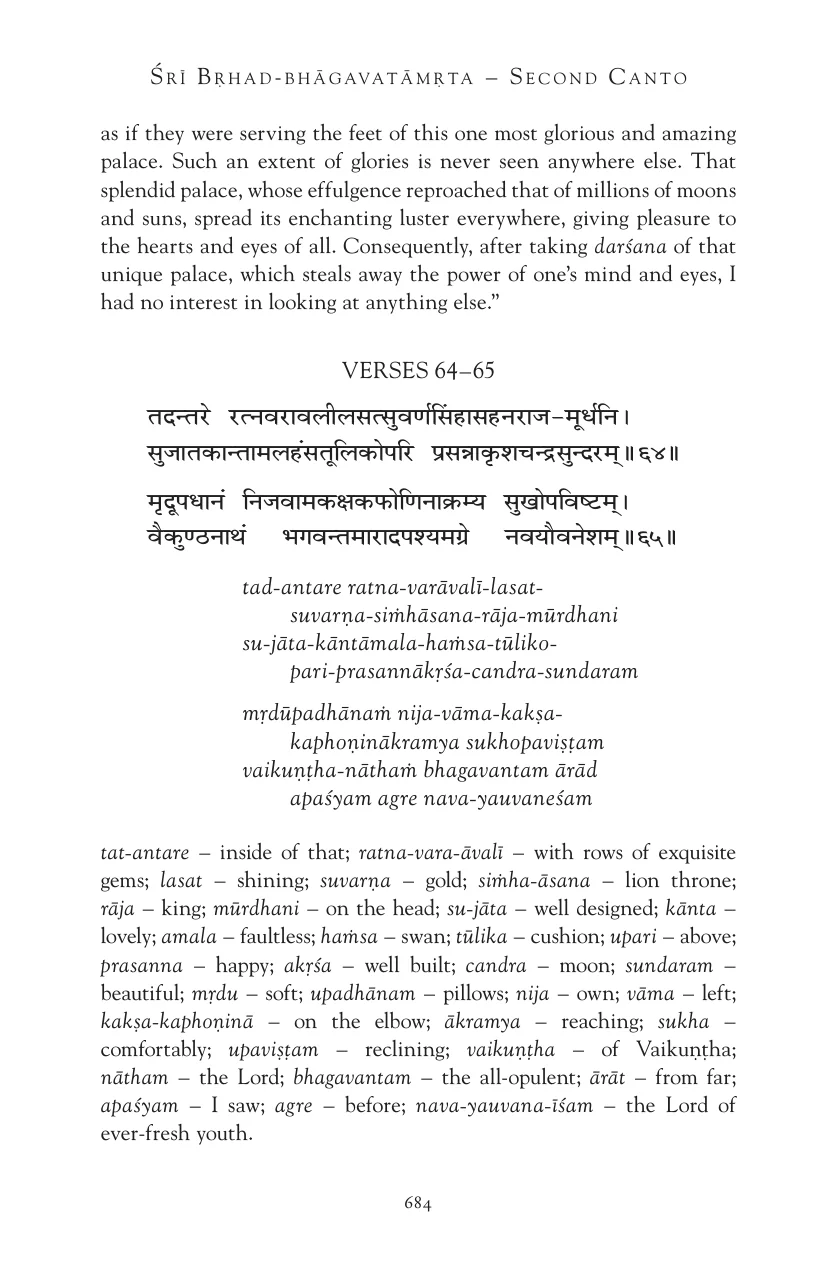 Śrī Bṛhad-bhāgavatāmṛta – Second Canto
as if they were serving the feet of this one most glorious and amazing
palace. Such an extent of glories is never seen anywhere else. That
splendid palace, whose effulgence reproached that of millions of moons
and suns, spread its enchanting luster everywhere, giving pleasure to
the hearts and eyes of all. Consequently, after taking darśana of that
unique palace, which steals away the power of one’s mind and eyes, I
had no interest in looking at anything else.”
VERSES 64–65
तदन्तरे रत्नवरावलीलसत्सुवर्णसिंहासहनराज-मूर्धनि।
सुजातकान्तामलहंसतूलिकोपरि प्रसन्नाकृशचन्द्रसुन्दरम्॥६४॥
मृदूपधानं निजवामकक्षकफोणिनाक्रम्य सुखोपविष्टम्।
वैकुण्ठनाथं भगवन्तमारादपश्यमग्रे नवयौवनेशम्॥६५॥
tad-antare ratna-varāvalī-lasat-
suvarṇa-siṁhāsana-rāja-mūrdhani
su-jāta-kāntāmala-haṁsa-tūliko-
pari-prasannākṛśa-candra-sundaram
mṛdūpadhānaṁ nija-vāma-kakṣa-
kaphoṇinākramya sukhopaviṣṭam
vaikuṇṭha-nāthaṁ bhagavantam ārād
apaśyam agre nava-yauvaneśam
tat-antare – inside of that; ratna-vara-āvalī – with rows of exquisite
gems; lasat – shining; suvarṇa – gold; siṁha-āsana – lion throne;
rāja – king; mūrdhani – on the head; su-jāta – well designed; kānta –
lovely; amala – faultless; haṁsa – swan; tūlika – cushion; upari – above;
prasanna – happy; akṛśa – well built; candra – moon; sundaram –
beautiful; mṛdu – soft; upadhānam – pillows; nija – own; vāma – left;
kakṣa-kaphoṇinā – on the elbow; ākramya – reaching; sukha –
comfortably; upaviṣṭam – reclining; vaikuṇṭha – of Vaikuṇṭha;
nātham – the Lord; bhagavantam – the all-opulent; ārāt – from far;
apaśyam – I saw; agre – before; nava-yauvana-īśam – the Lord of
ever-fresh youth.
684